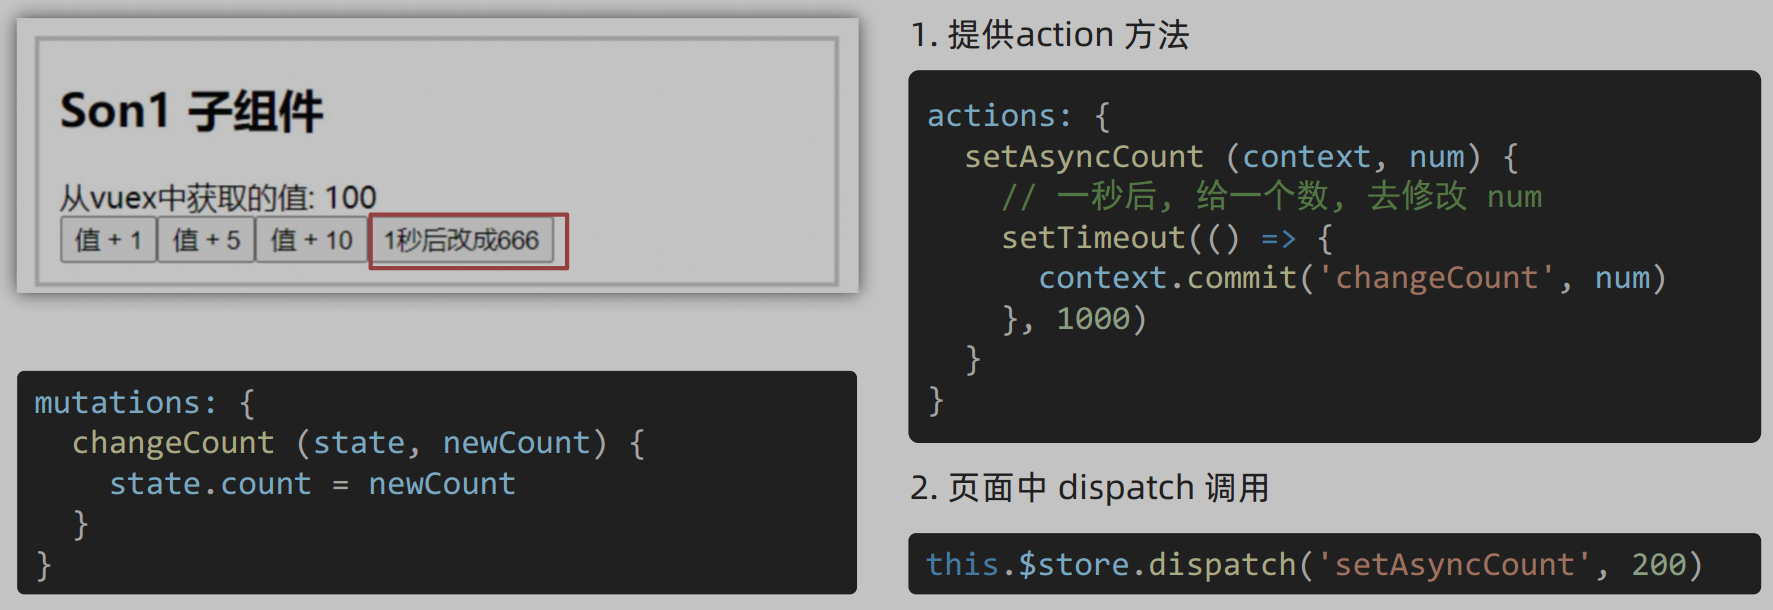 Son1 子组件
从vuex中获取的值: 100
值 + 1 值 + 5 值 + 10 1秒后改成666
mutations: {
  changeCount (state, newCount) {
    state.count = newCount
  }
}
1. 提供action 方法
actions: {
  setAsyncCount (context, num) {
    // 一秒后, 给一个数, 去修改 num
    setTimeout(() => {
      context.commit('changeCount', num)
    }, 1000)
  }
}
2. 页面中 dispatch 调用
this.$store.dispatch('setAsyncCount', 200)